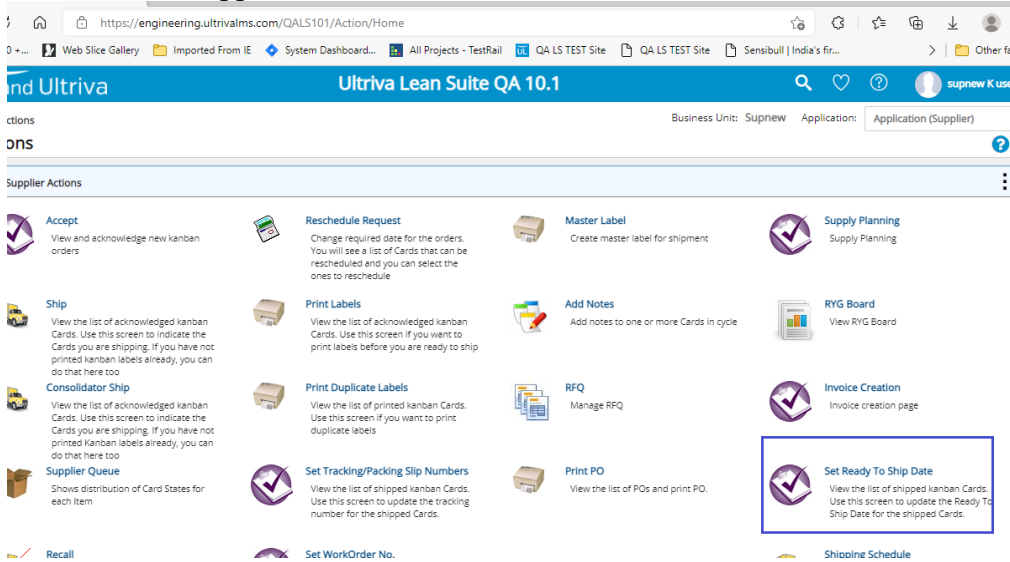 https://engineering.ultrivalms.com/QALS101/Action/Home
0 +... Web Slice Gallery Imported From IE System Dashboard... All Projects - TestRail QA LS TEST Site QA LS TEST Site Sensibull | India's fir... Other fa
and Ultriva Ultriva Lean Suite QA 10.1 supnew K use
ctions Business Unit: Supnew Application: Application (Supplier)
ons
Supplier Actions
Accept
View and acknowledge new kanban
orders
Reschedule Request
Change required date for the orders.
You will see a list of Cards that can be
rescheduled and you can select the
ones to reschedule
Master Label
Create master label for shipment
Supply Planning
Supply Planning
Ship
View the list of acknowledged kanban
Cards. Use this screen to indicate the
Cards you are shipping. If you have not
printed kanban labels already, you can
do that here too
Print Labels
View the list of acknowledged kanban
Cards. Use this screen if you want to
print labels before you are ready to ship
Add Notes
Add notes to one or more Cards in cycle
RYG Board
View RYG Board
Consolidator Ship
View the list of acknowledged kanban
Cards. Use this screen to indicate the
Cards you are shipping. If you have not
printed Kanban labels already, you can
do that here too
Print Duplicate Labels
View the list of printed kanban Cards.
Use this screen if you want to print
duplicate labels
RFQ
Manage RFQ
Invoice Creation
Invoice creation page
Supplier Queue
Shows distribution of Card States for
each Item
Set Tracking/Packing Slip Numbers
View the list of shipped kanban Cards.
Use this screen to update the tracking
number for the shipped Cards.
Print PO
View the list of POs and print PO.
Set Ready To Ship Date
View the list of shipped kanban Cards.
Use this screen to update the Ready To
Ship Date for the shipped Cards.
Recall
Set WorkOrder No.
Shipping Schedule